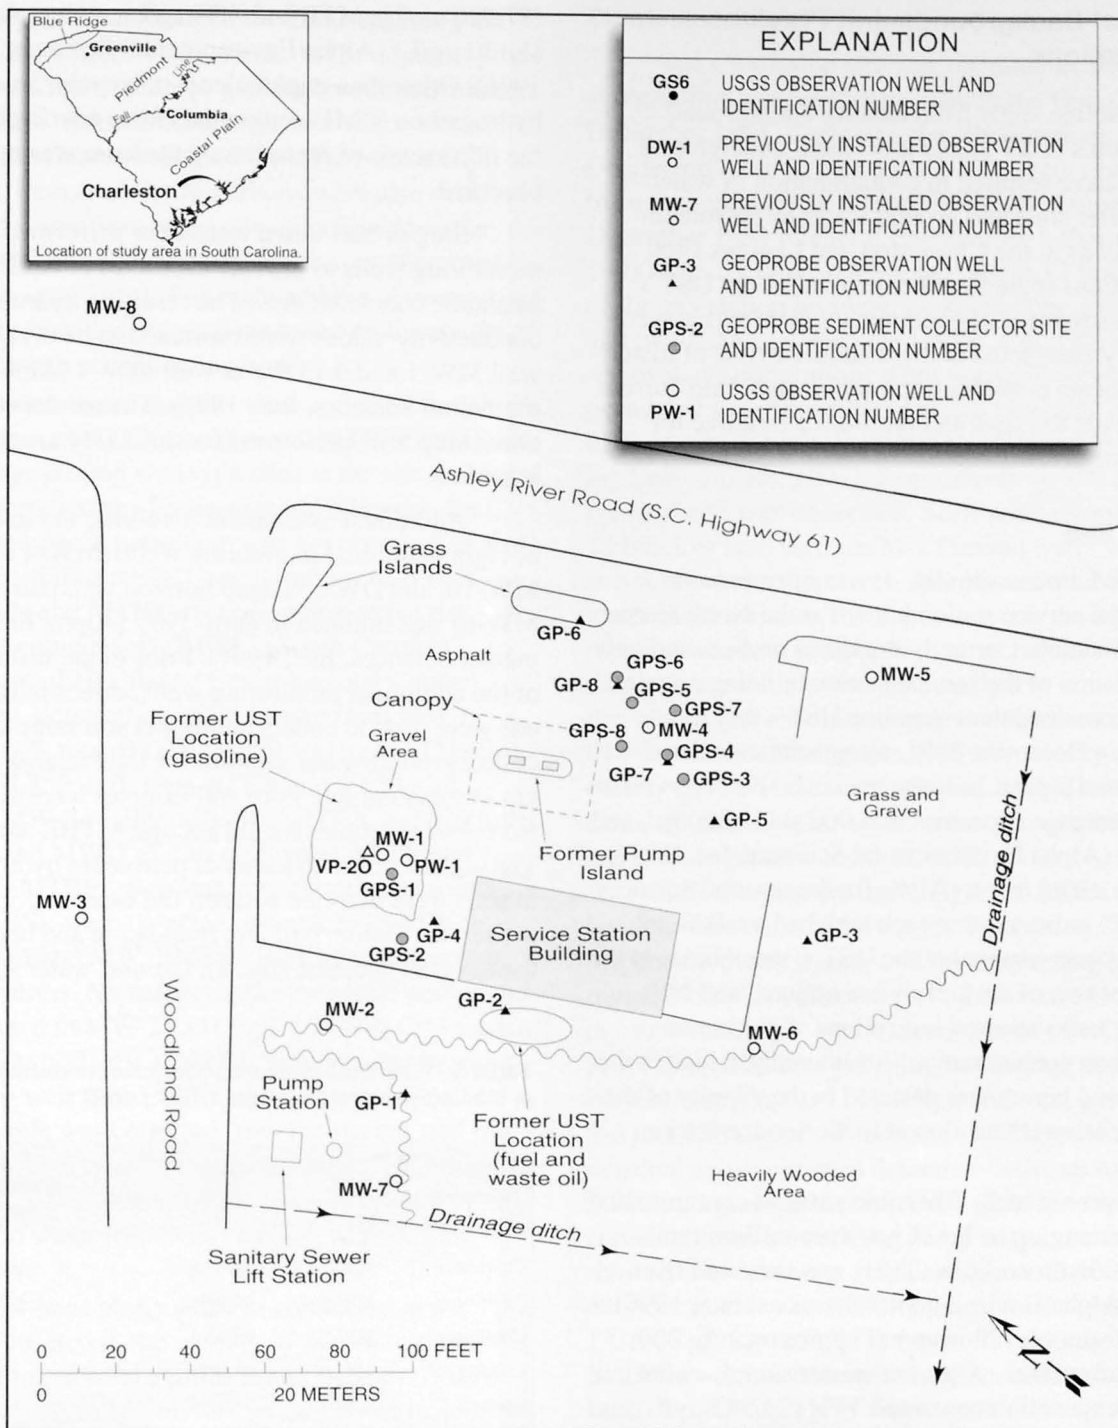 Blue Ridge
Greenville
Piedmont
Fall Line
Columbia
Coastal Plain
Charleston
Location of study area in South Carolina.
EXPLANATION
GS6
USGS OBSERVATION WELL AND
IDENTIFICATION NUMBER
DW-1
PREVIOUSLY INSTALLED OBSERVATION
WELL AND IDENTIFICATION NUMBER
MW-7
PREVIOUSLY INSTALLED OBSERVATION
WELL AND IDENTIFICATION NUMBER
GP-3
GEOPROBE OBSERVATION WELL
AND IDENTIFICATION NUMBER
GPS-2
GEOPROBE SEDIMENT COLLECTOR SITE
AND IDENTIFICATION NUMBER
PW-1
USGS OBSERVATION WELL AND
IDENTIFICATION NUMBER
MW-8
Ashley River Road (S.C. Highway 61)
Grass
Islands
GP-6
Asphalt
GPS-6
GP-8
GPS-5
GPS-7
MW-5
Canopy
MW-4
GPS-8
GPS-4
GP-7
GPS-3
Former UST
Location
(gasoline)
Gravel
Area
Grass and
Gravel
GP-5
Drainage ditch
MW-1
VP-2
PW-1
GPS-1
Former Pump
Island
MW-3
GP-4
GPS-2
Service Station
Building
GP-3
Woodland Road
MW-2
GP-2
MW-6
Pump
Station
GP-1
Former UST
Location
(fuel and
waste oil)
Heavily Wooded
Area
MW-7
Drainage ditch
Sanitary Sewer
Lift Station
0 20 40 60 80 100 FEET
0 20 METERS
N